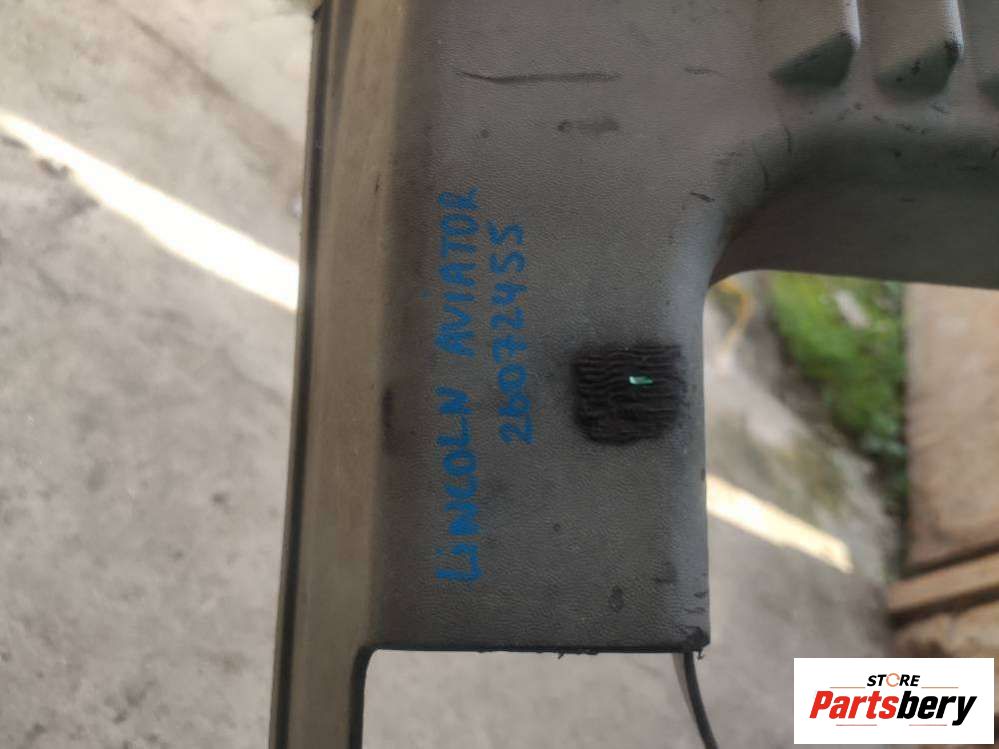 LiNCOLN AViATOR
26072455
STORE
Partsbery